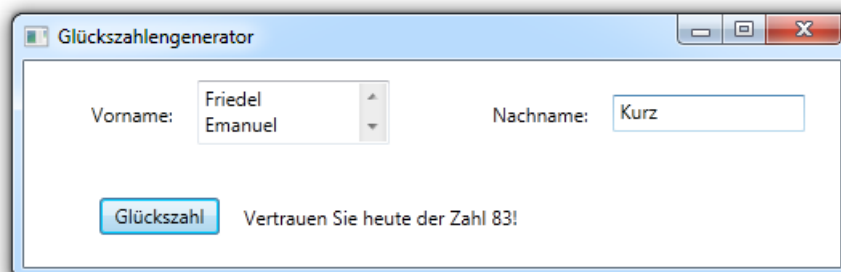 Glückszahlengenerator
Vorname:
Friedel
Emanuel
Nachname:
Kurz
Glückszahl
Vertrauen Sie heute der Zahl 83!